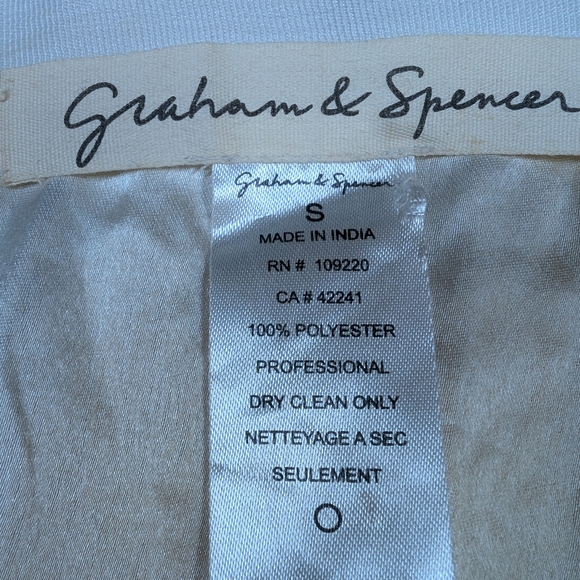 Graham & Spencer
Graham & Spencer
S
MADE IN INDIA
RN # 109220
CA # 42241
100% POLYESTER
PROFESSIONAL
DRY CLEAN ONLY
NETTEYAGE A SEC
SEULEMENT